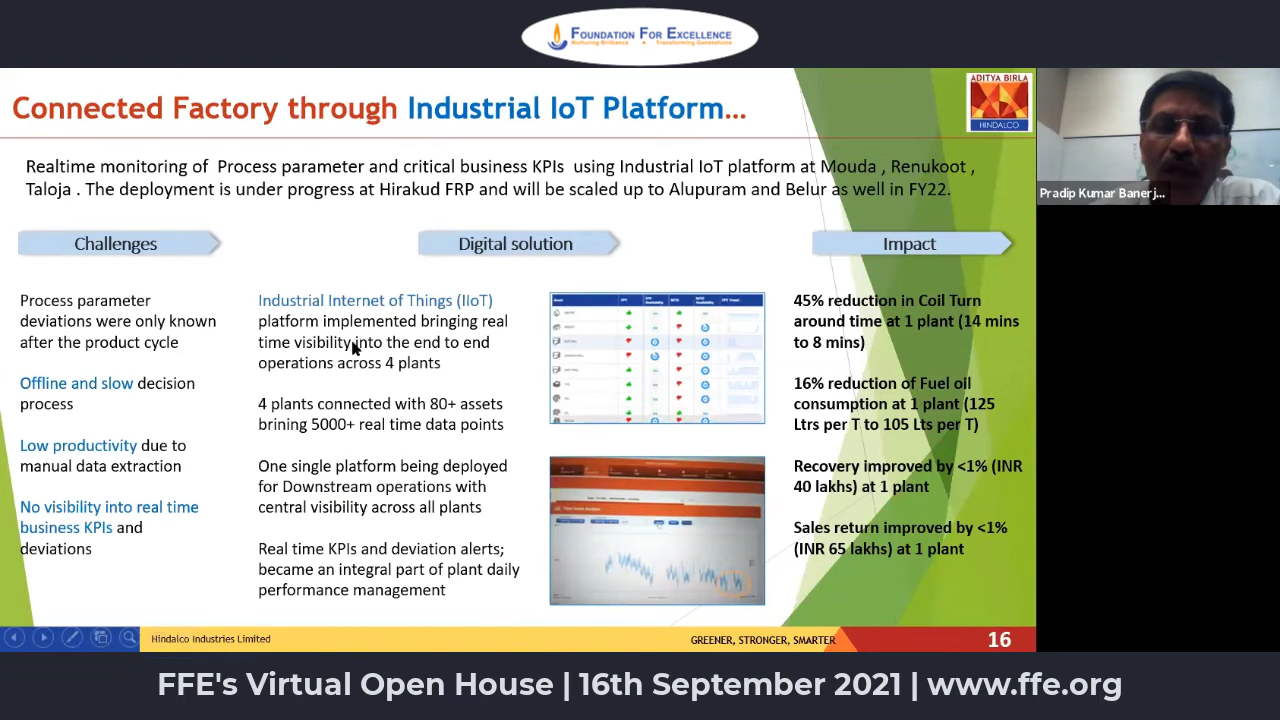 FOUNDATION FOR EXCELLENCE
Nurturing Brilliance • Transforming Generations
Connected Factory through Industrial IoT Platform...
ADITYA BIRLA
HINDALCO
Realtime monitoring of Process parameter and critical business KPIs using Industrial IoT platform at Mouda , Renukoot ,
Taloja . The deployment is under progress at Hirakud FRP and will be scaled up to Alupuram and Belur as well in FY22.
Pradip Kumar Banerj...
Challenges
Process parameter
deviations were only known
after the product cycle
Offline and slow decision
process
Low productivity due to
manual data extraction
No visibility into real time
business KPIs and
deviations
Digital solution
Industrial Internet of Things (IIoT)
platform implemented bringing real
time visibility into the end to end
operations across 4 plants
4 plants connected with 80+ assets
brining 5000+ real time data points
One single platform being deployed
for Downstream operations with
central visibility across all plants
Real time KPIs and deviation alerts;
became an integral part of plant daily
performance management
Impact
45% reduction in Coil Turn
around time at 1 plant (14 mins
to 8 mins)
16% reduction of Fuel oil
consumption at 1 plant (125
Ltrs per T to 105 Lts per T)
Recovery improved by <1% (INR
40 lakhs) at 1 plant
Sales return improved by <1%
(INR 65 lakhs) at 1 plant
Hindalco Industries Limited
GREENER, STRONGER, SMARTER
16
FFE's Virtual Open House | 16th September 2021 | www.ffe.org